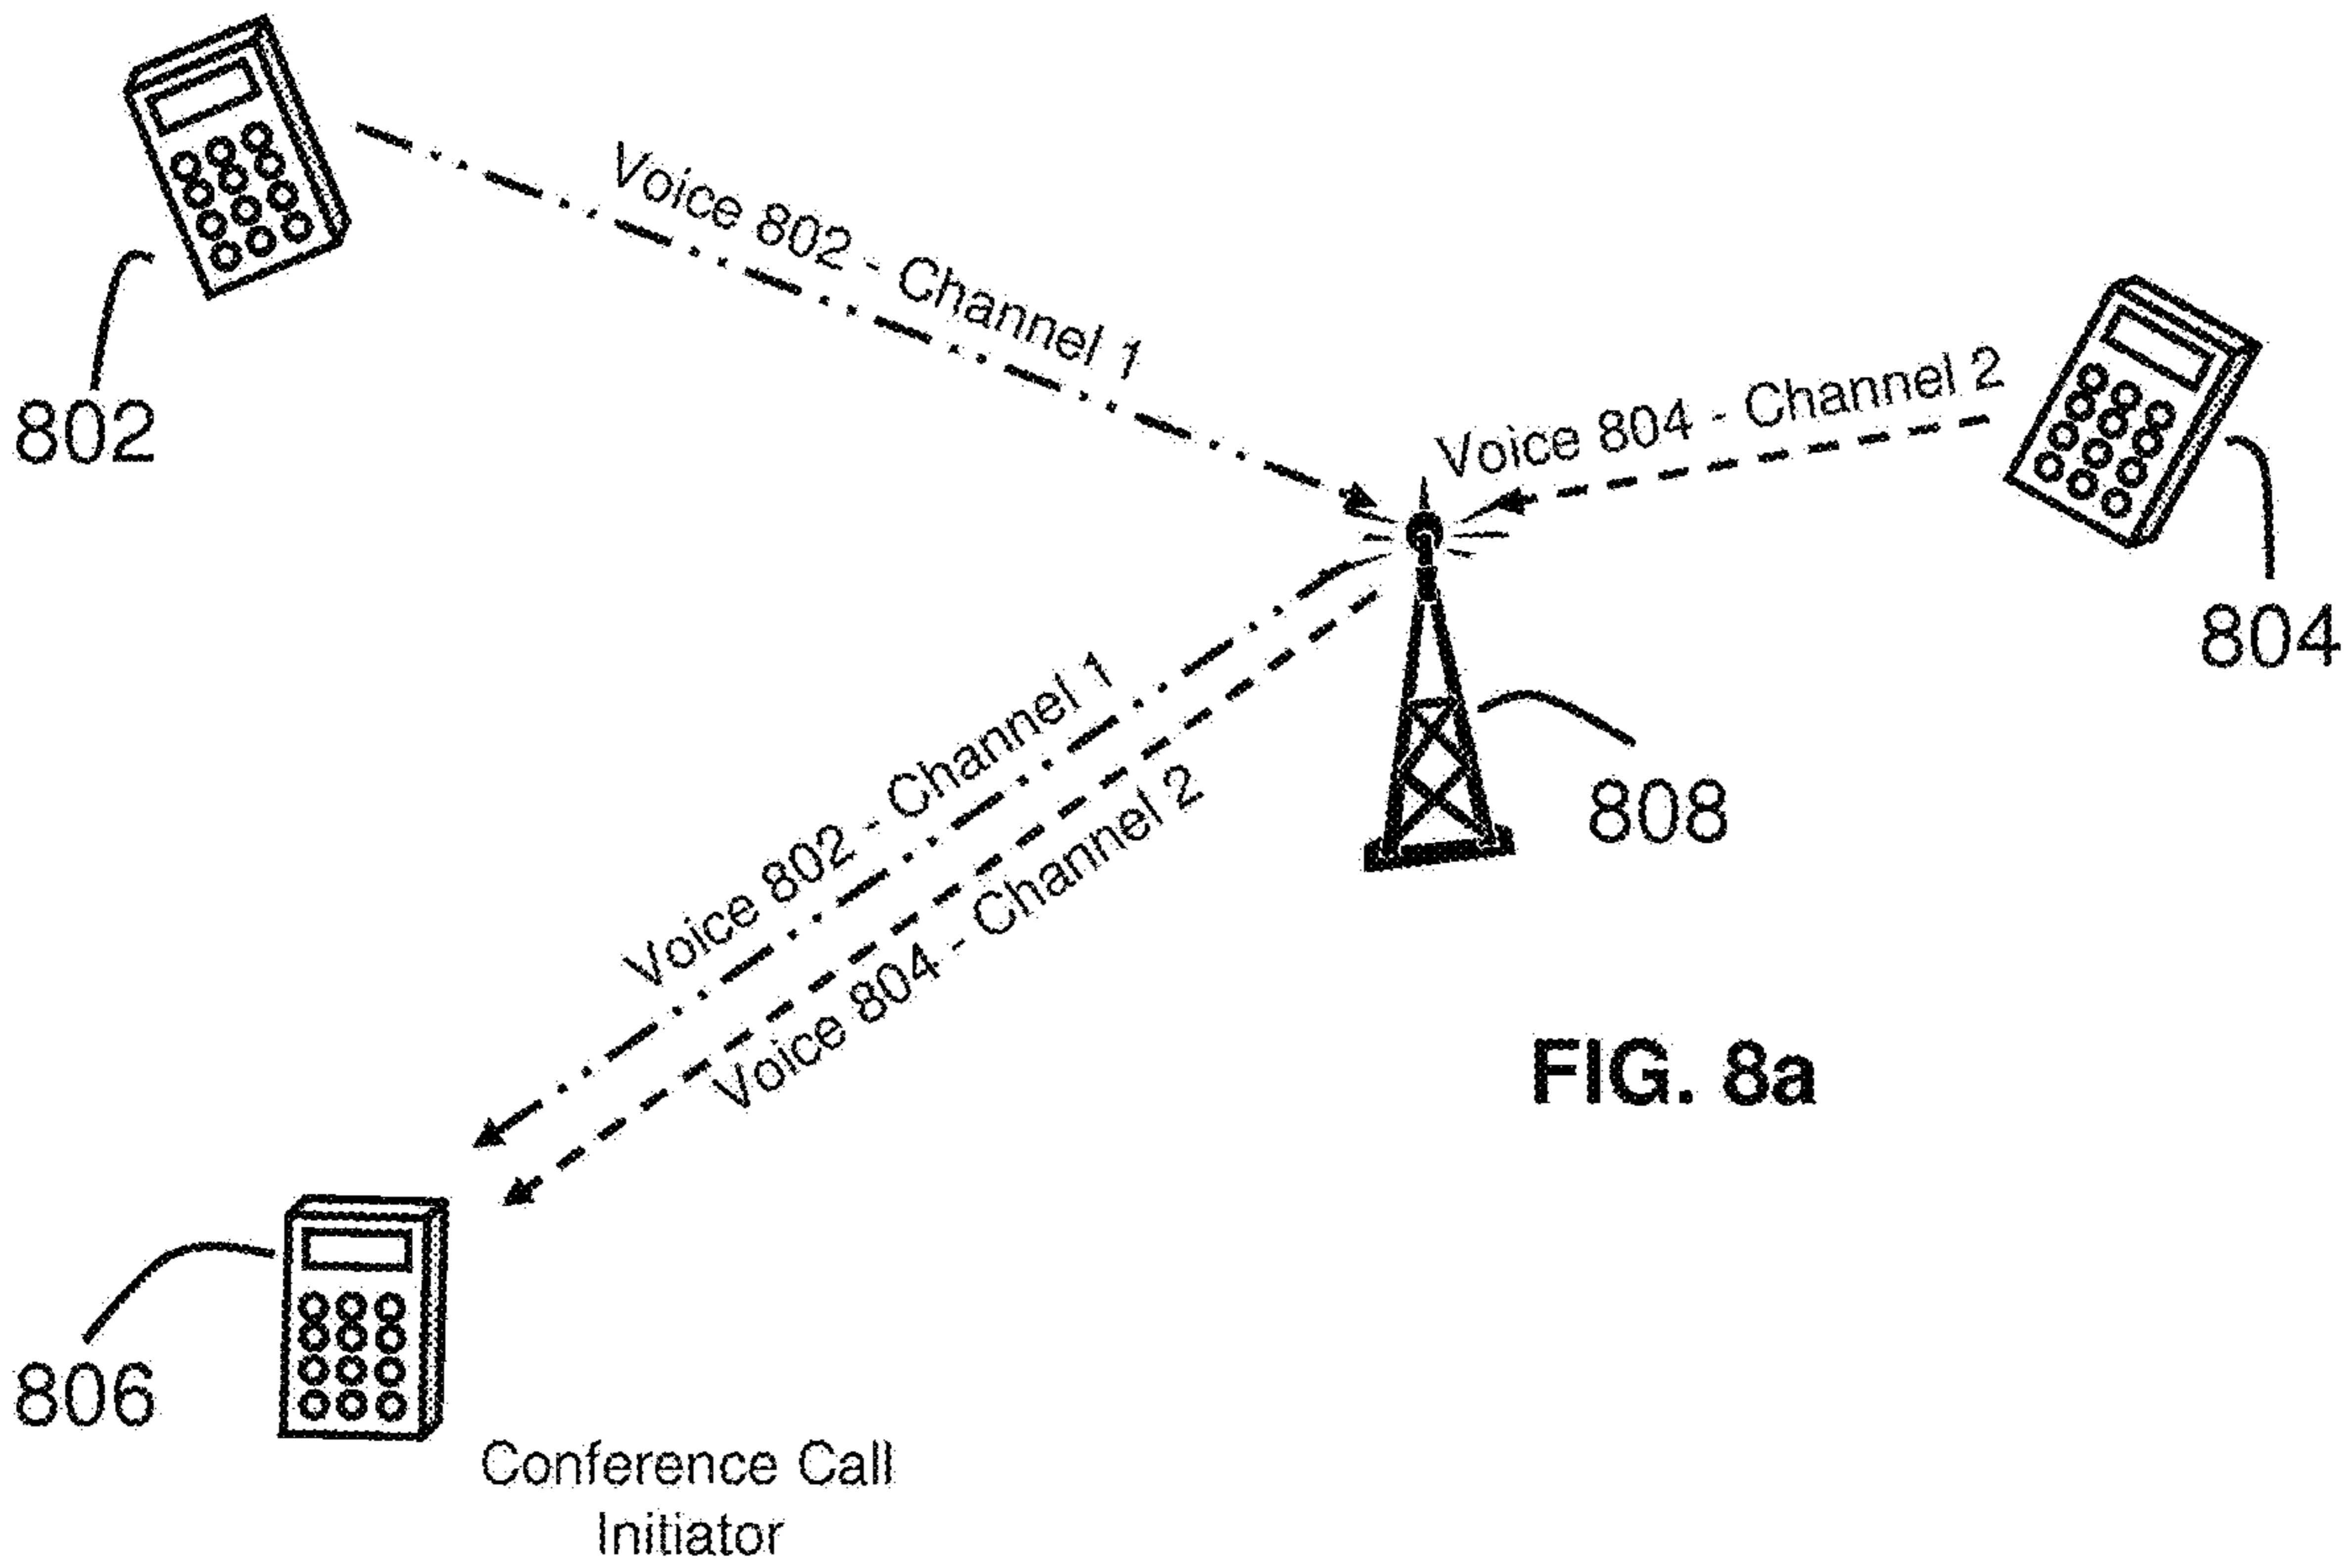 Voice 802 - Channel 1
802
Voice 804 - Channel 2
804
Voice 802 - Channel 1
Voice 804 - Channel 2
808
FIG. 8a
806
Conference Call
Initiator